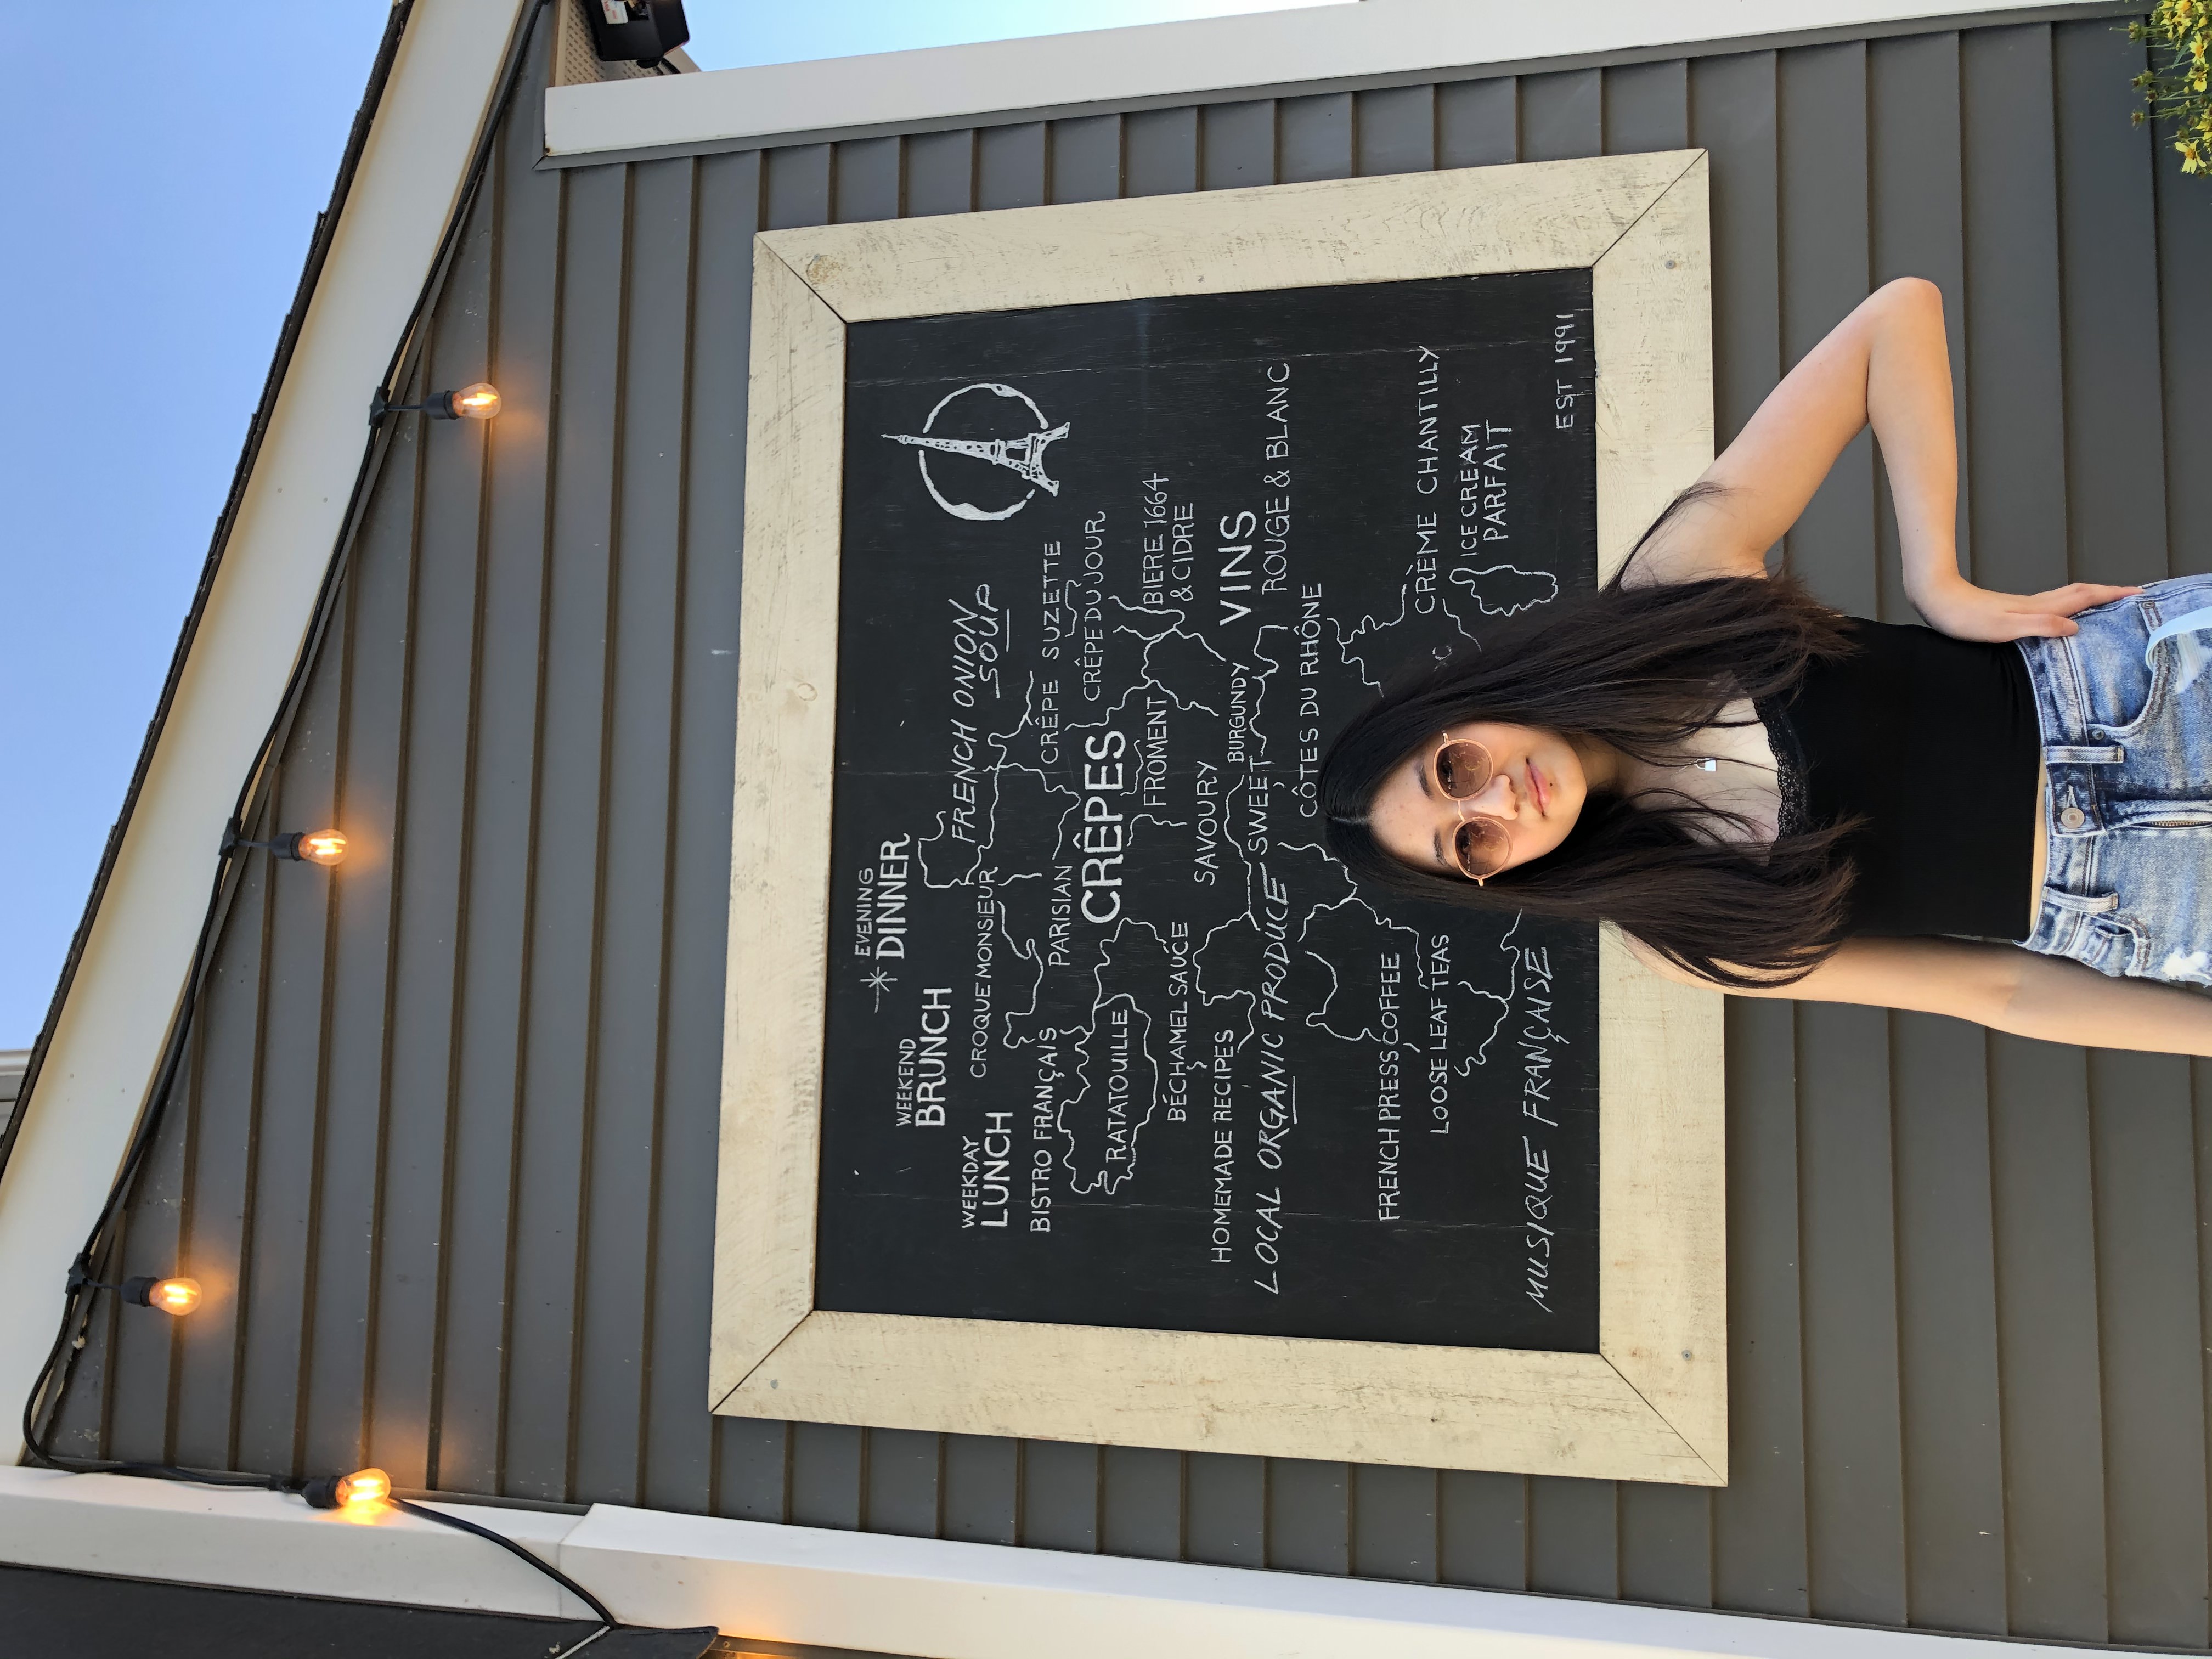 EVENING
DINNER
WEEKEND
BRUNCH
WEEKDAY
LUNCH
CROQUE MONSIEUR
FRENCH ONION
SOUP
BISTRO FRANÇAIS
PARISIAN
CRÊPES
CRÊPE SUZETTE
CRÊPE DU JOUR
RATATOUILLE
FROMENT
BIERE 1664
& CIDRE
BÉCHAMEL SAUCE
SAVOURY
HOMEMADE RECIPES
BURGUNDY
VINS
ROUGE & BLANC
LOCAL ORGANIC PRODUCE
SWEET
CÔTES DU RHÔNE
FRENCH PRESS COFFEE
LOOSE LEAF TEAS
CRÈME CHANTILLY
ICE CREAM
PARFAIT
MUSIQUE FRANÇAISE
EST 1991